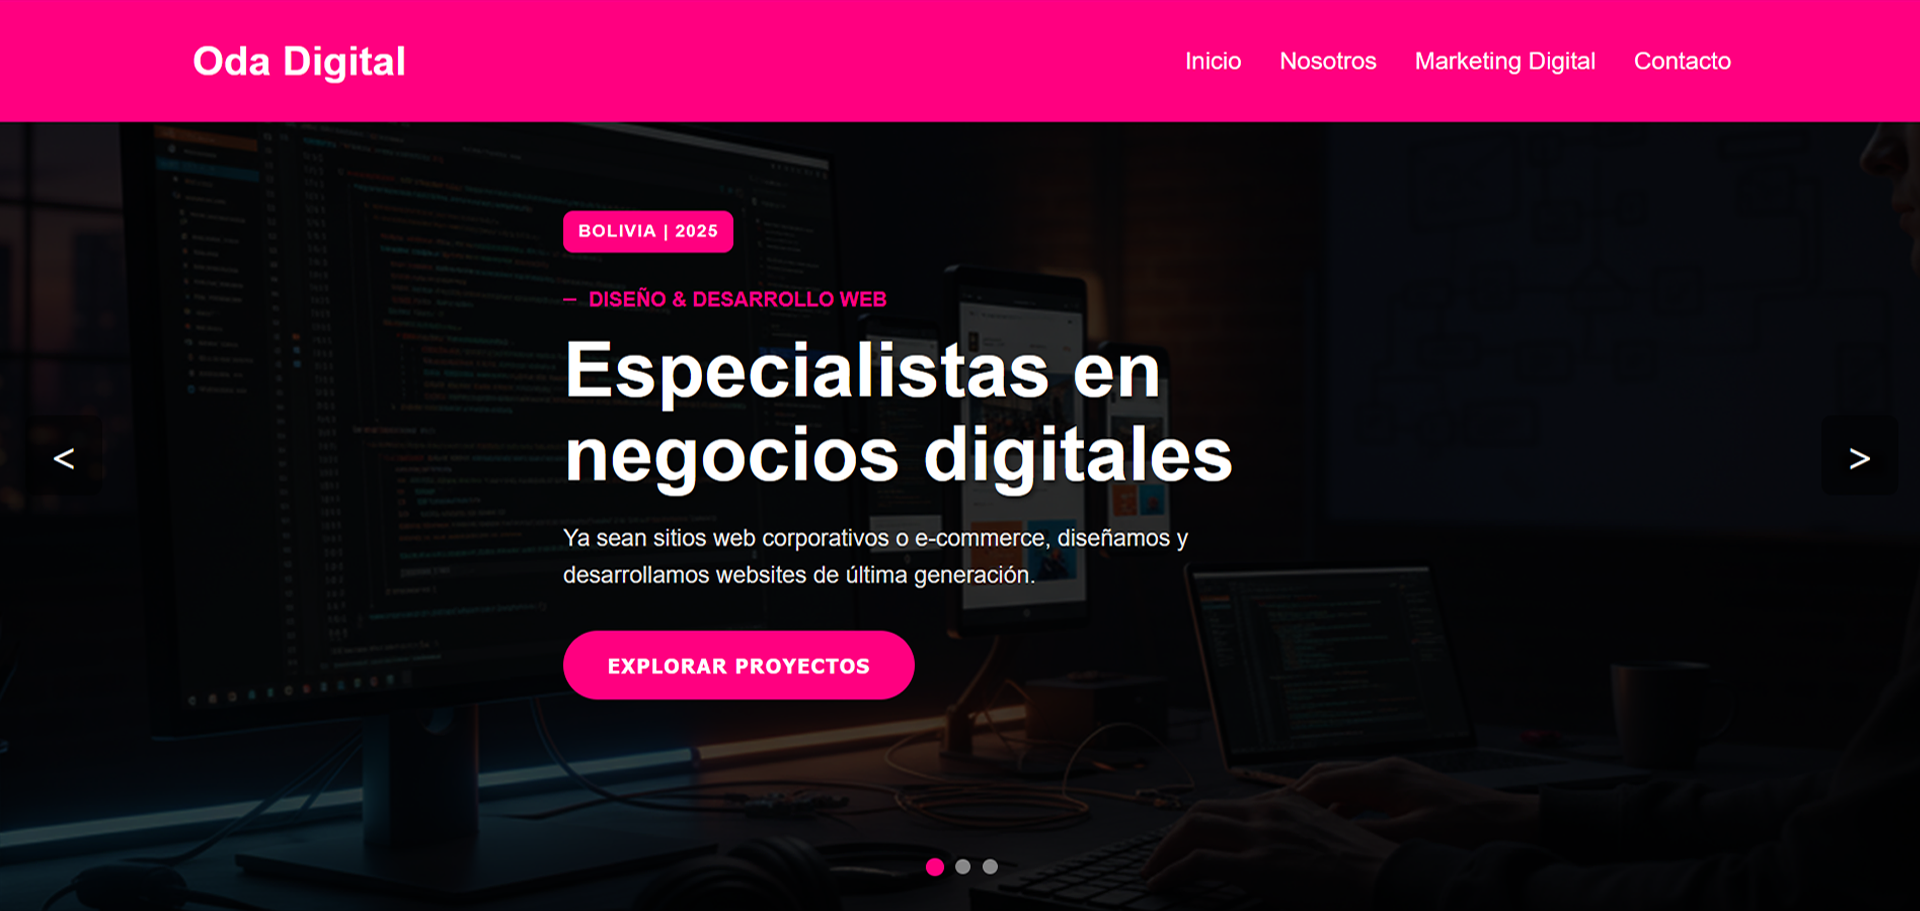 Oda Digital
Inicio
Nosotros
Marketing Digital
Contacto
BOLIVIA | 2025
– DISEÑO & DESARROLLO WEB
Especialistas en
negocios digitales
<
>
Ya sean sitios web corporativos o e-commerce, diseñamos y
desarrollamos websites de última generación.
EXPLORAR PROYECTOS